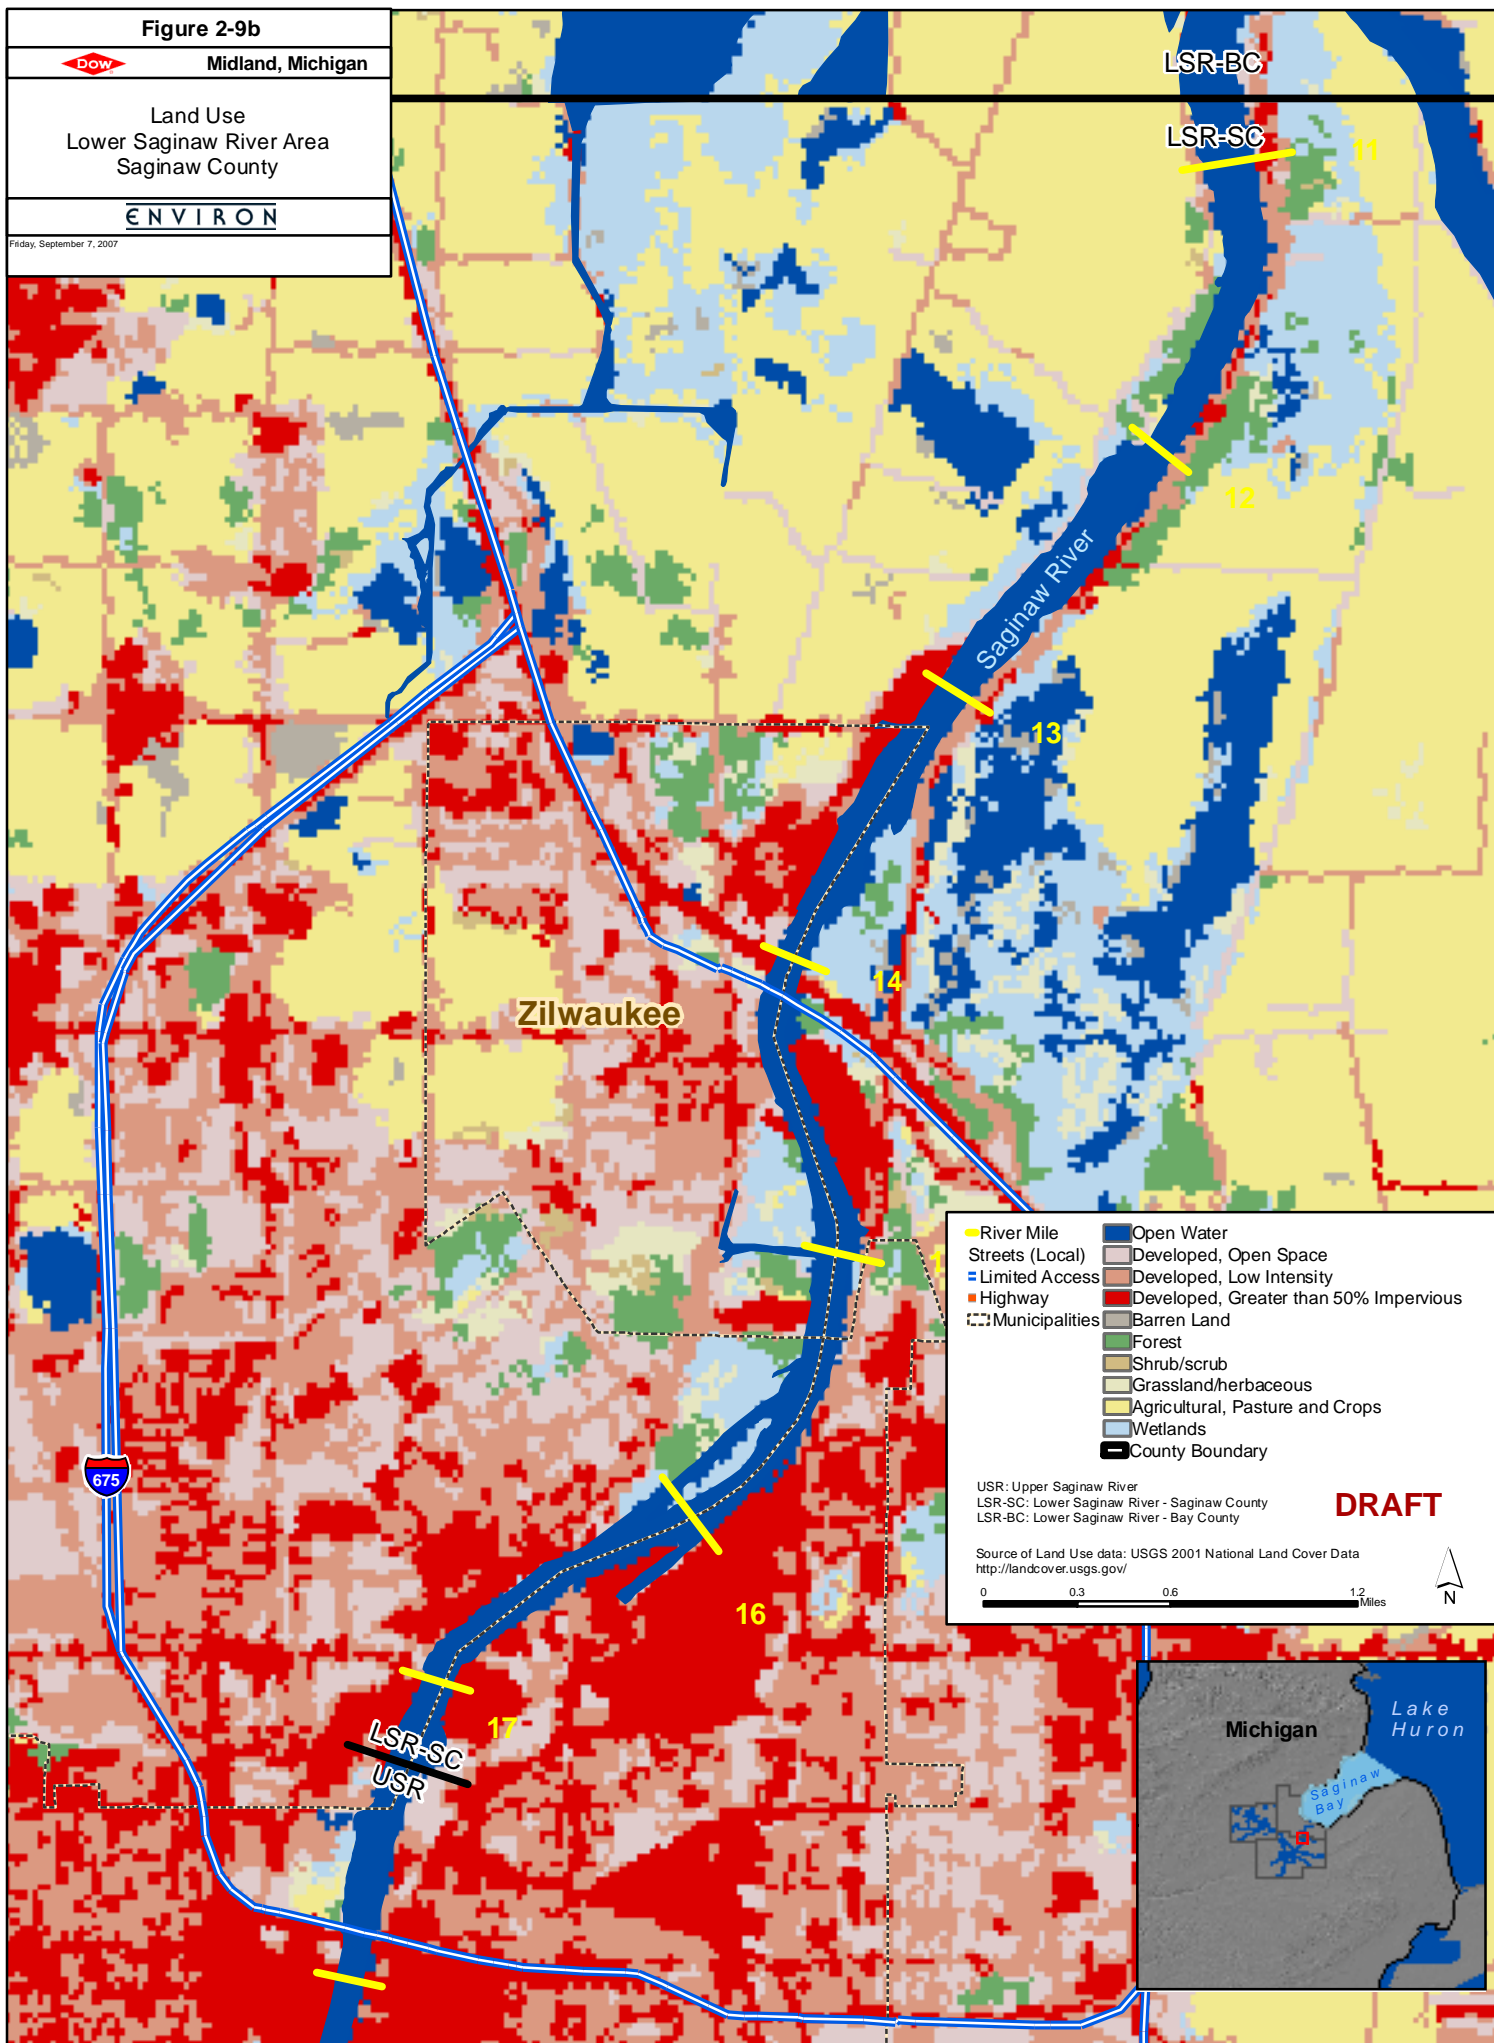 Figure 2-9b
Dow
Midland, Michigan
Land Use
Lower Saginaw River Area
Saginaw County
ENVIRON
Friday, September 7, 2007
LSR-BC
LSR-SC
11
12
Saginaw River
13
14
Zilwaukee
16
17
LSR-SC
USR
675
River Mile
Streets (Local)
Limited Access
Highway
Municipalities
Open Water
Developed, Open Space
Developed, Low Intensity
Developed, Greater than 50% Impervious
Barren Land
Forest
Shrub/scrub
Grassland/herbaceous
Agricultural, Pasture and Crops
Wetlands
County Boundary
USR: Upper Saginaw River
LSR-SC: Lower Saginaw River - Saginaw County
LSR-BC: Lower Saginaw River - Bay County
DRAFT
Source of Land Use data: USGS 2001 National Land Cover Data
http://landcover.usgs.gov/
0 0.3 0.6 1.2
Miles
N
Michigan
Lake
Huron
Saginaw
Bay